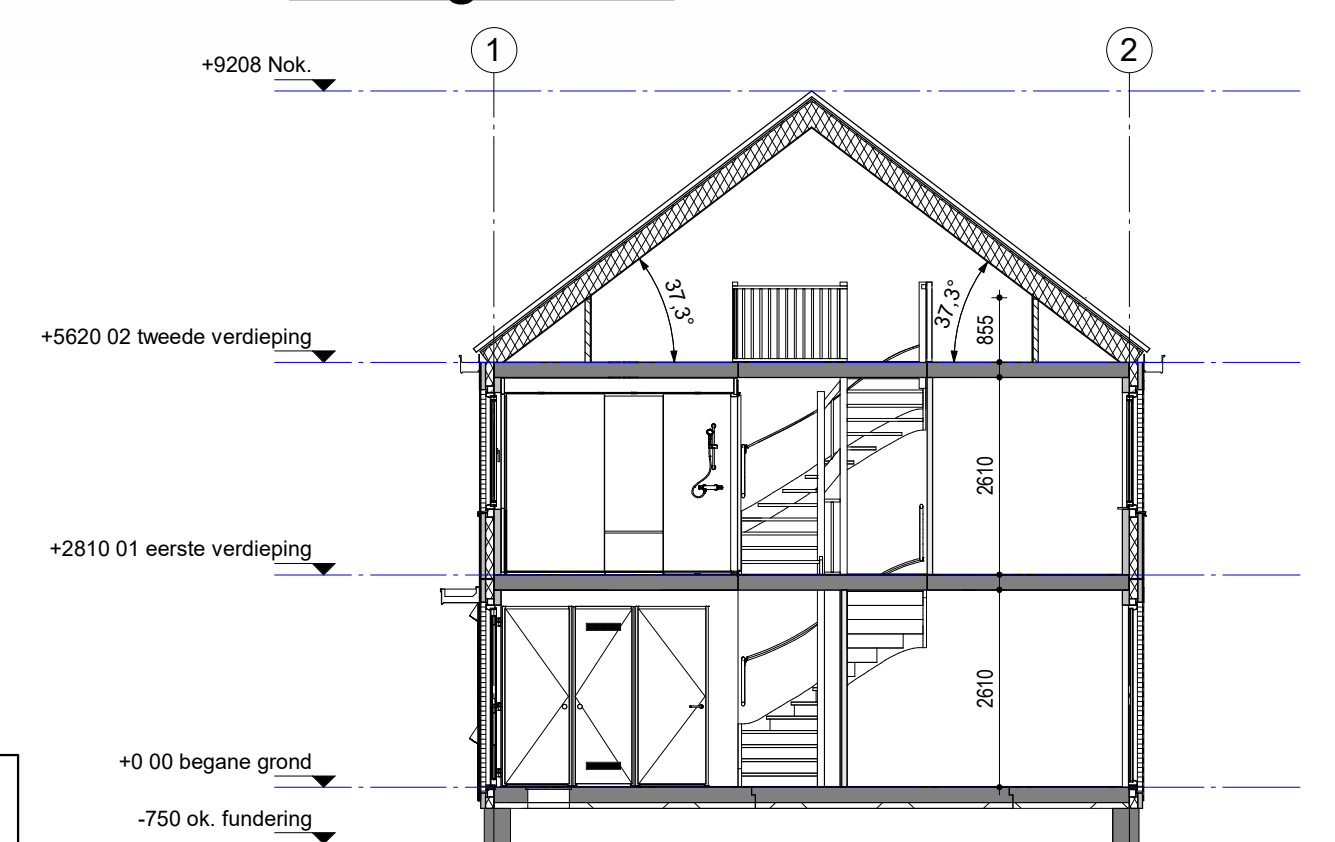 1
2
+9208 Nok.
37,3°
37,3°
855
+5620 02 tweede verdieping
2610
+2810 01 eerste verdieping
2610
+0 00 begane grond
-750 ok. fundering